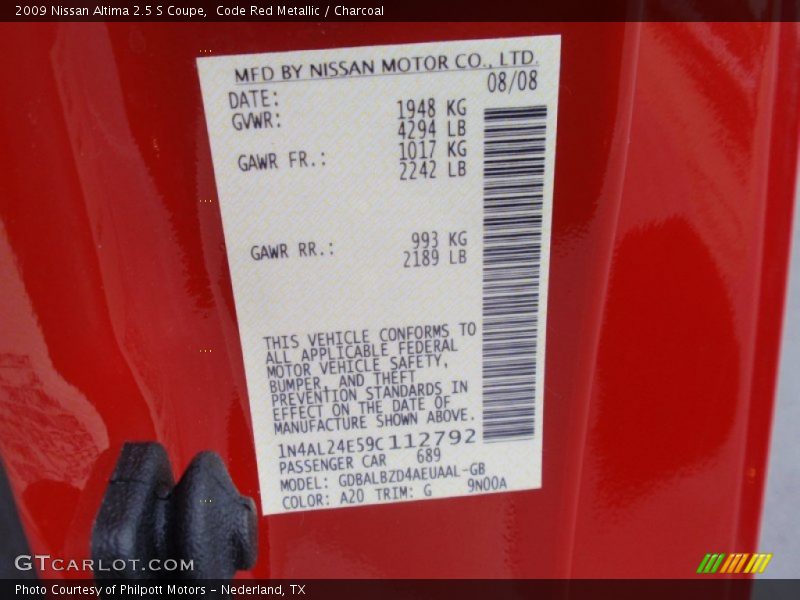 2009 Nissan Altima 2.5 S Coupe, Code Red Metallic / Charcoal
MFD BY NISSAN MOTOR CO., LTD.
DATE: 08/08
GVWR: 1948 KG
4294 LB
GAWR FR.: 1017 KG
2242 LB
GAWR RR.: 993 KG
2189 LB
THIS VEHICLE CONFORMS TO
ALL APPLICABLE FEDERAL
MOTOR VEHICLE SAFETY,
BUMPER, AND THEFT
PREVENTION STANDARDS IN
EFFECT ON THE DATE OF
MANUFACTURE SHOWN ABOVE.
1N4AL24E59C112792
PASSENGER CAR 689
MODEL: GDBALBZD4AEUAAL-GB
COLOR: A20 TRIM: G 9N00A
GTCARLOT.COM
Photo Courtesy of Philpott Motors - Nederland, TX